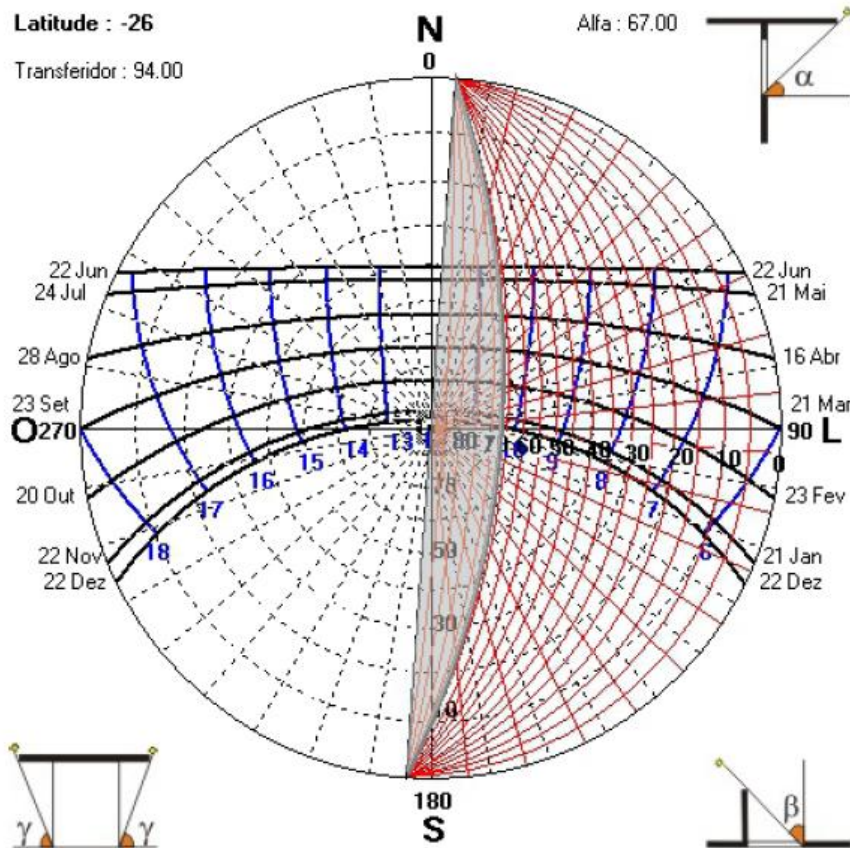 Latitude : -26
N
Alfa : 67.00
Transferidor : 94.00
0
α
22 Jun
22 Jun
24 Jul
21 Mai
28 Ago
16 Abr
23 Set
21 Mar
O 270
90 L
13
80
60 50 40 30 20 10 0
14
15
16
17
18
9
8
7
6
20 Out
23 Fev
50
22 Nov
21 Jan
22 Dez
22 Dez
30
180
S
γ
γ
β